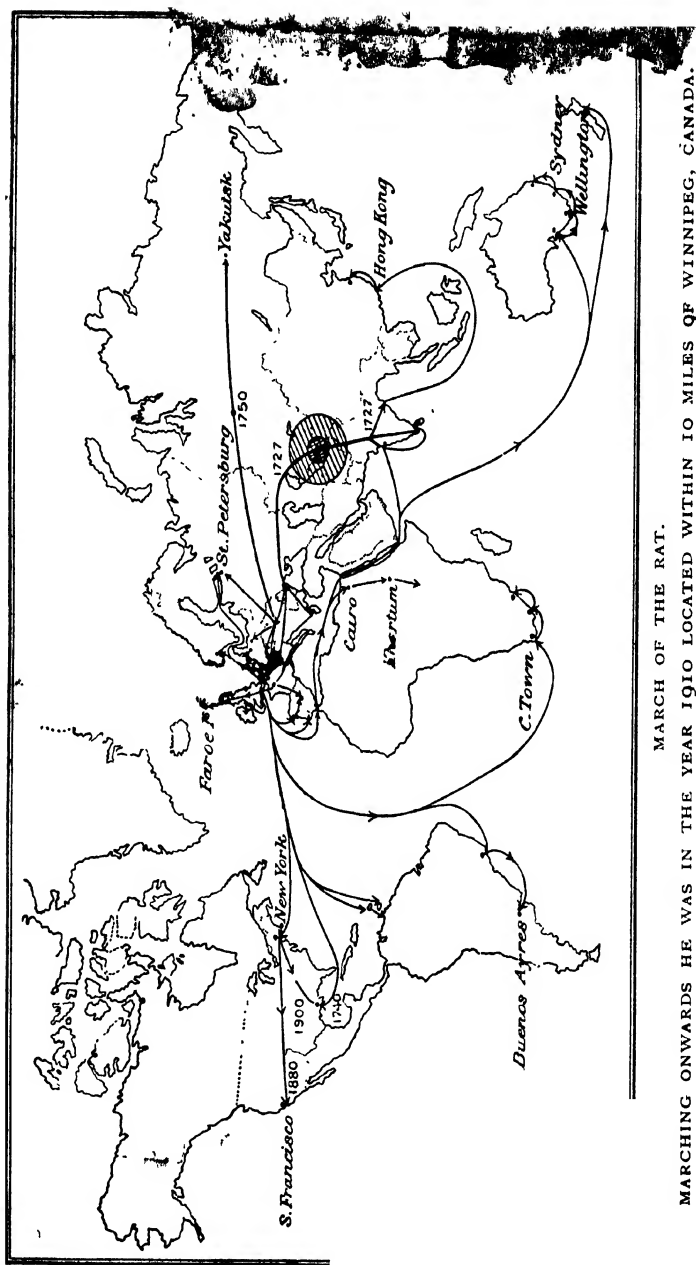 Faroe Is
St. Petersburg
Yakutsk
1750
1727
1727
Hong Kong
Cairo
Khartum
C. Town
Sydney
Wellington
New York
1900
1740
1880
S. Francisco
Buenos Ayres
MARCH OF THE RAT.
MARCHING ONWARDS HE WAS IN THE YEAR 1910 LOCATED WITHIN 10 MILES OF WINNIPEG, CANADA.